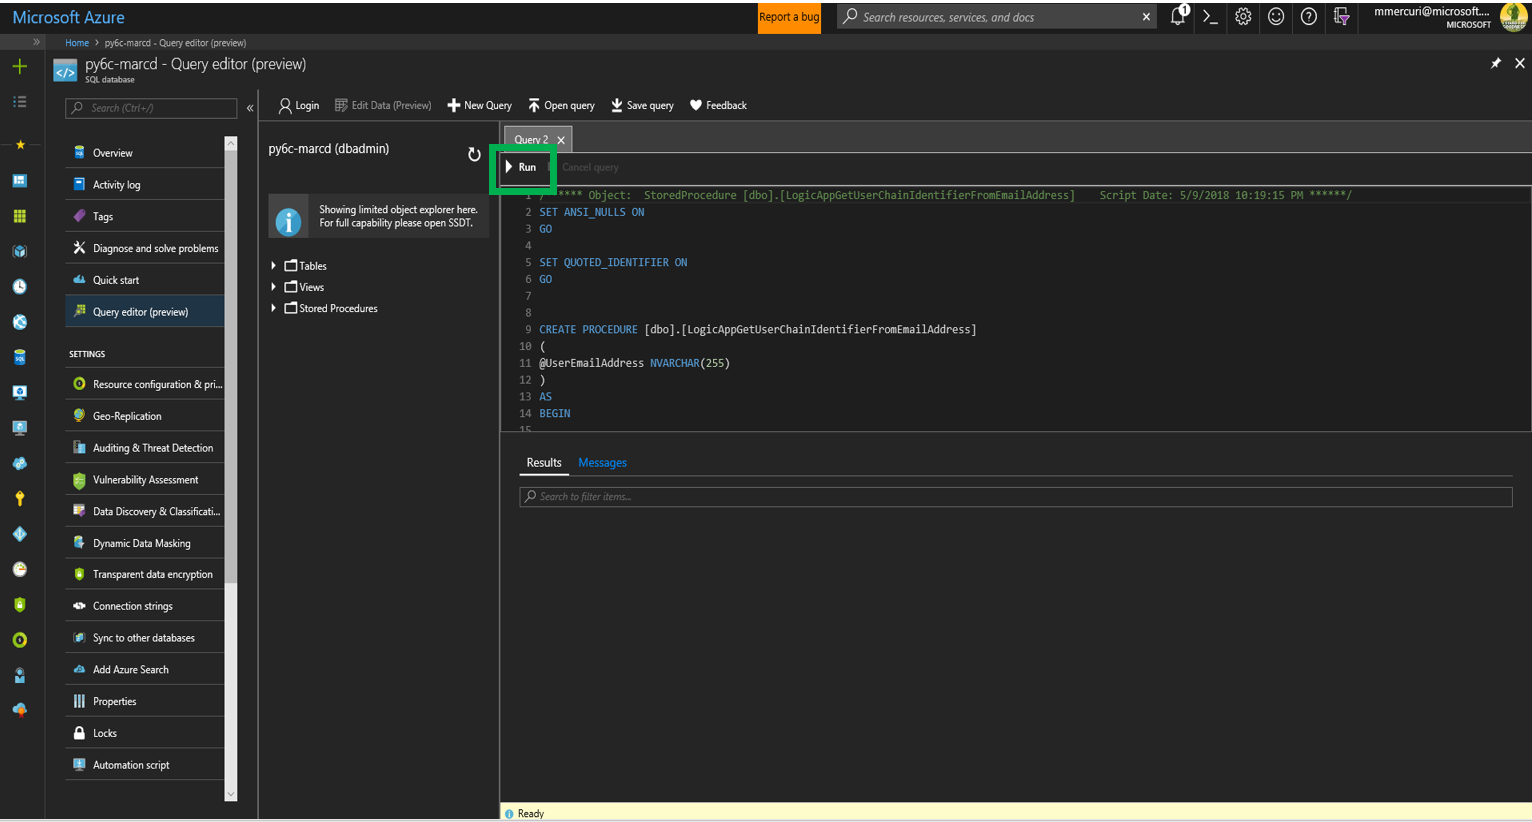 Microsoft Azure
Report a bug
Search resources, services, and docs
1
mmercuri@microsoft....
MICROSOFT
Home > py6c-marcd - Query editor (preview)
py6c-marcd - Query editor (preview)
SQL database
Search (Ctrl+/)
Overview
Activity log
Tags
Diagnose and solve problems
Quick start
Query editor (preview)
SETTINGS
Resource configuration & pri...
Geo-Replication
Auditing & Threat Detection
Vulnerability Assessment
Data Discovery & Classificati...
Dynamic Data Masking
Transparent data encryption
Connection strings
Sync to other databases
Add Azure Search
Properties
Locks
Automation script
Login Edit Data (Preview) New Query Open query Save query Feedback
py6c-marcd (dbadmin)
Showing limited object explorer here.
For full capability please open SSDT.
Tables
Views
Stored Procedures
Query 2
Run Cancel query
1 /****** Object:  StoredProcedure [dbo].[LogicAppGetUserChainIdentifierFromEmailAddress]    Script Date: 5/9/2018 10:19:15 PM ******/
2 SET ANSI_NULLS ON
3 GO
4
5 SET QUOTED_IDENTIFIER ON
6 GO
7
8
9 CREATE PROCEDURE [dbo].[LogicAppGetUserChainIdentifierFromEmailAddress]
10 (
11 @UserEmailAddress NVARCHAR(255)
12 )
13 AS
14 BEGIN
15
Results Messages
Search to filter items...
Ready